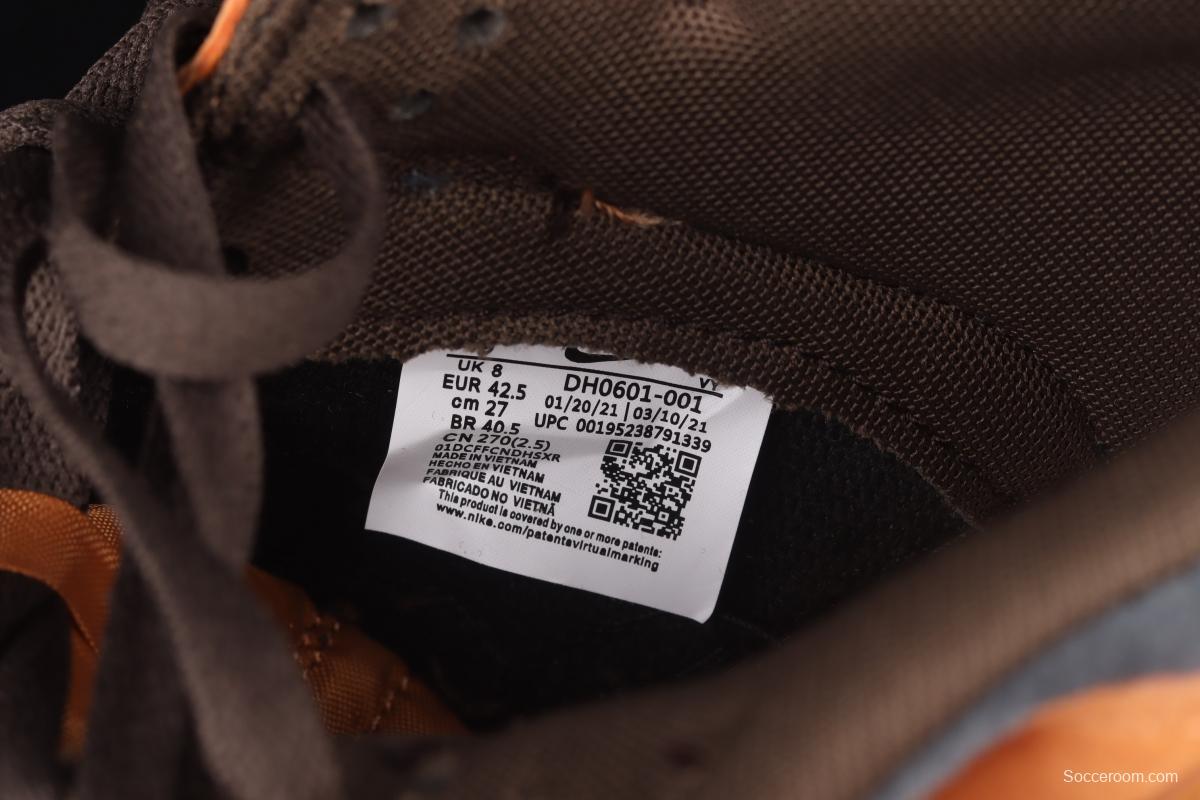 VY
UK 8
EUR 42.5
cm 27
BR 40.5
CN 270(2.5)
DH0601-001
01/20/21 | 03/10/21
UPC 00195238791339
01DCFFCNDHSXR
MADE IN VIETNAM
HECHO EN VIETNAM
FABRIQUE AU VIETNAM
FABRICADO NO VIETNÃ
This product is covered by one or more patents:
www.nike.com/patentsvirtualmarking
Socceroom.com